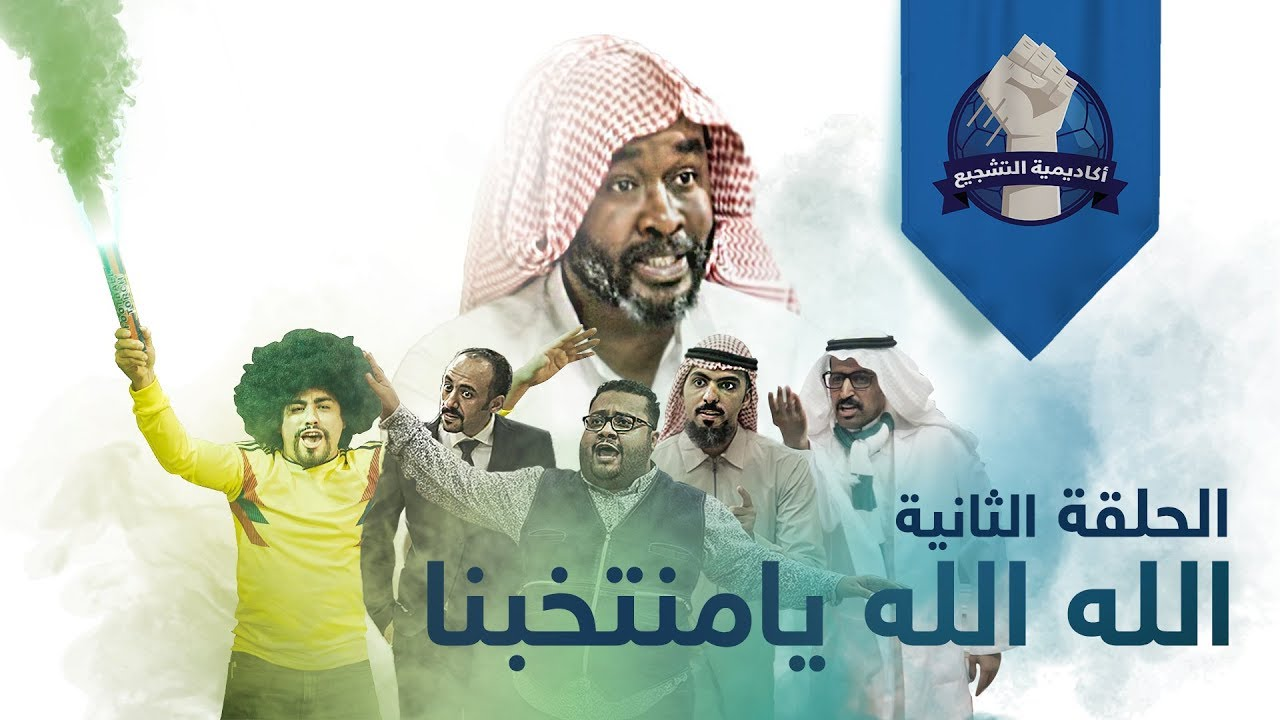 أكاديمية التشجيع
الحلقة الثانية
الله الله يامنتخبنا